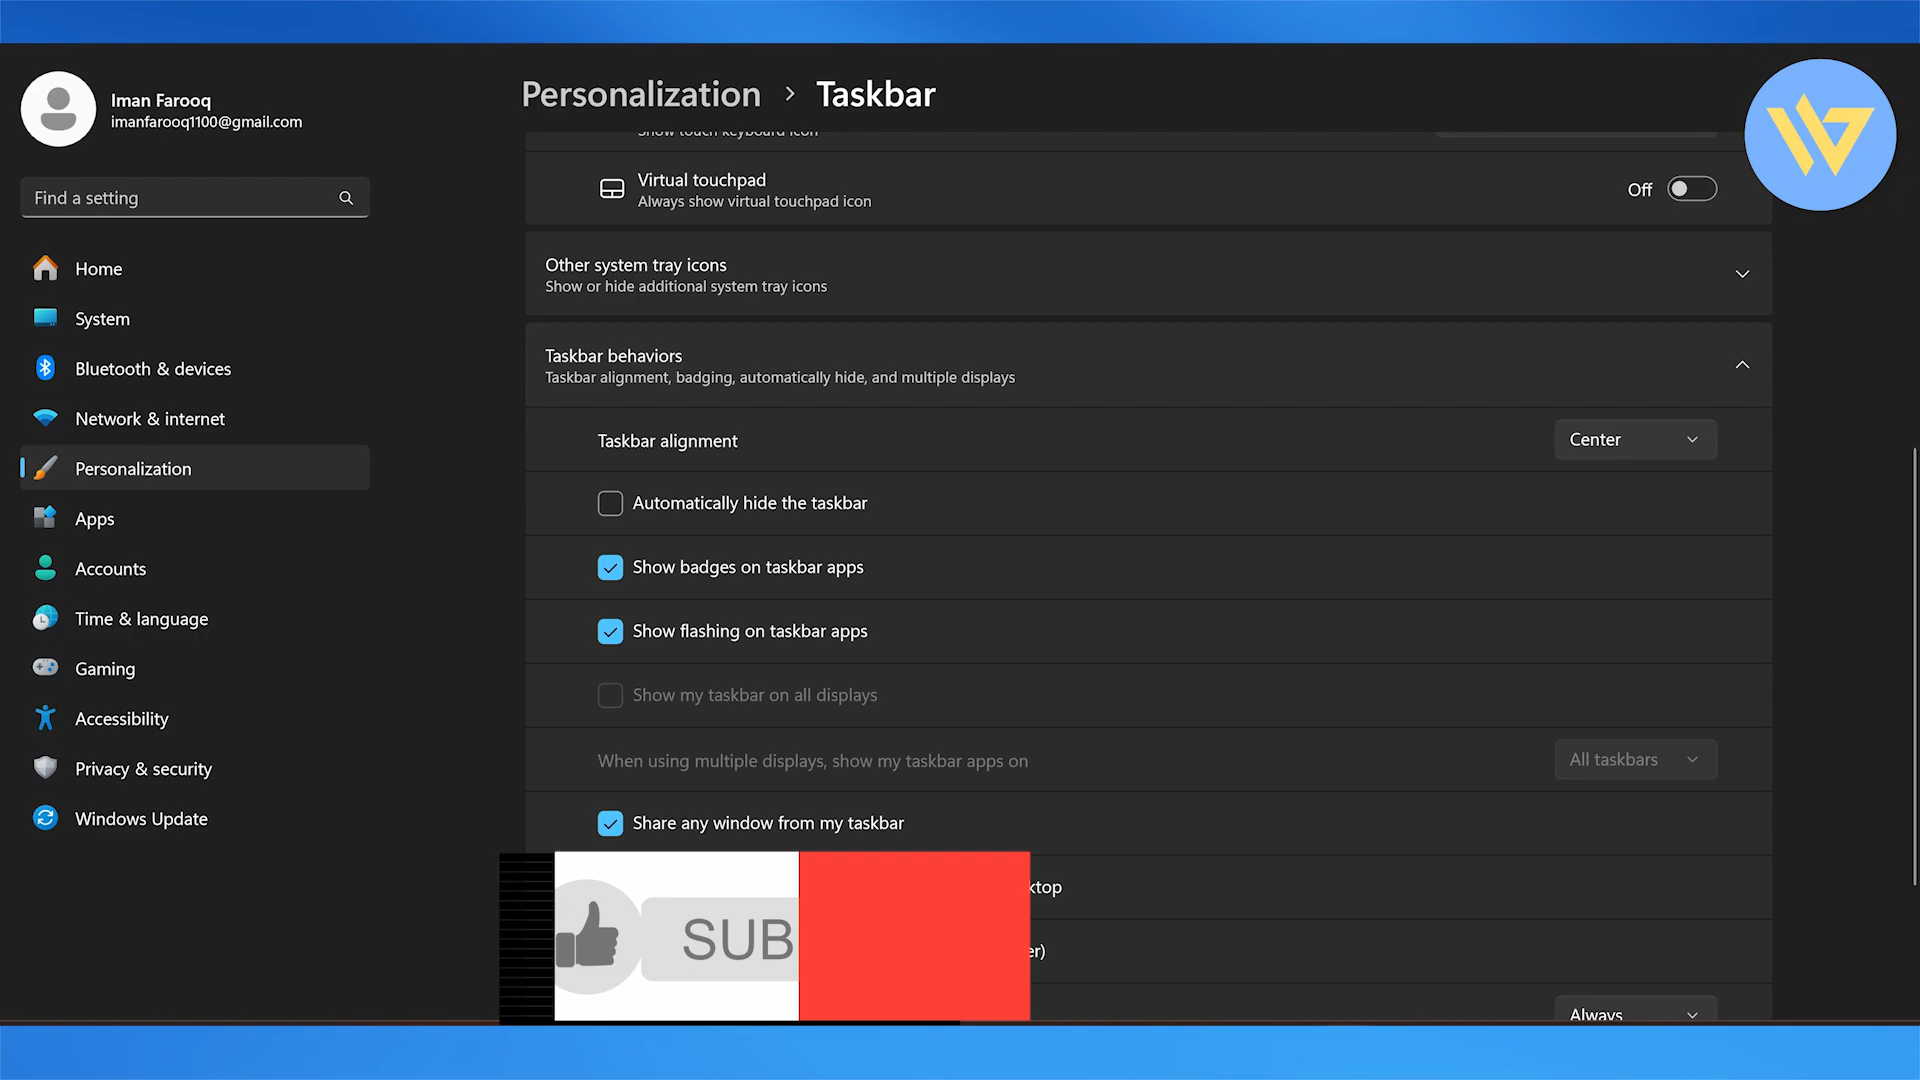 Iman Farooq
imanfarooq1100@gmail.com
Find a setting
Home
System
Bluetooth & devices
Network & internet
Personalization
Apps
Accounts
Time & language
Gaming
Accessibility
Privacy & security
Windows Update
Personalization > Taskbar
Show touch keyboard icon
Virtual touchpad
Always show virtual touchpad icon
Off
Other system tray icons
Show or hide additional system tray icons
Taskbar behaviors
Taskbar alignment, badging, automatically hide, and multiple displays
Taskbar alignment
Center
Automatically hide the taskbar
Show badges on taskbar apps
Show flashing on taskbar apps
Show my taskbar on all displays
When using multiple displays, show my taskbar apps on
All taskbars
Share any window from my taskbar
ktop
er)
Always
SUB